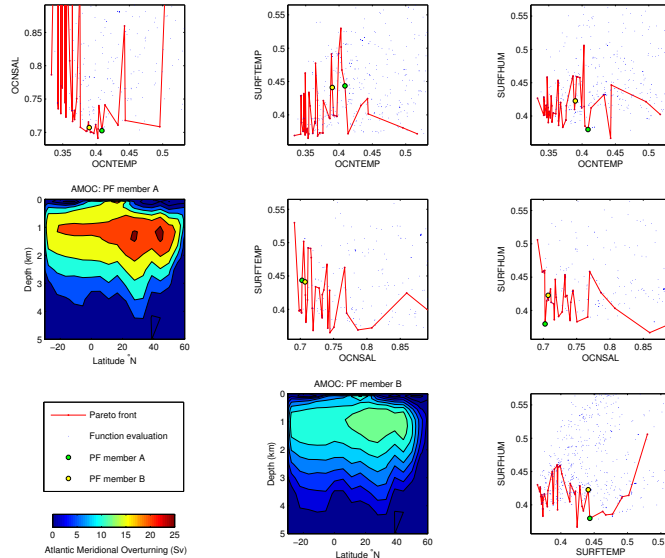 0.85
0.8
0.75
0.7
OCNSAL
0.35 0.4 0.45 0.5
OCNTEMP
0.55
0.5
0.45
0.4
SURFTEMP
0.35 0.4 0.45 0.5
OCNTEMP
0.55
0.5
0.45
0.4
SURFHUM
0.35 0.4 0.45 0.5
OCNTEMP
AMOC: PF member A
0
1
2
3
4
5
Depth (km)
−20 0 20 40 60
Latitude °N
0.55
0.5
0.45
0.4
SURFTEMP
0.7 0.75 0.8 0.85
OCNSAL
0.55
0.5
0.45
0.4
SURFHUM
0.7 0.75 0.8 0.85
OCNSAL
Pareto front
Function evaluation
PF member A
PF member B
0 5 10 15 20 25
Atlantic Meridional Overturning (Sv)
AMOC: PF member B
0
1
2
3
4
5
Depth (km)
−20 0 20 40 60
Latitude °N
0.55
0.5
0.45
0.4
SURFHUM
0.4 0.45 0.5 0.55
SURFTEMP